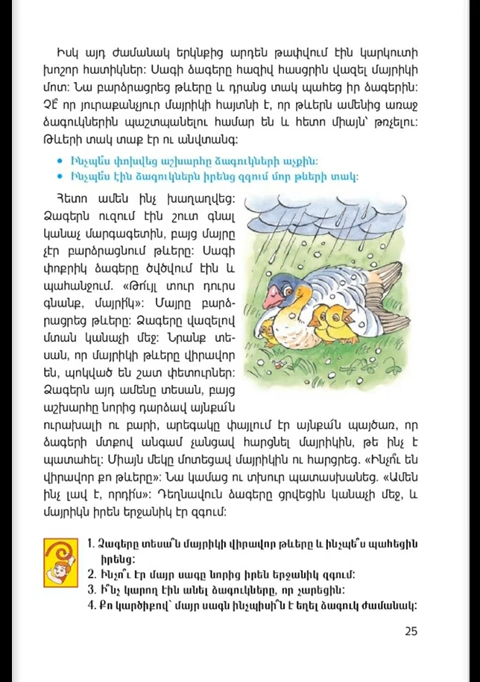 Իսկ այդ ժամանակ երկնքից արդեն թափվում էին կարկուտի
խոշոր հատիկներ։ Սագի ձագերը հազիվ հասցրին վազել մայրիկի
մոտ։ Նա բարձրացրեց թևերը և դրանց տակ պահեց իր ձագերին։
Չէ՞ որ յուրաքանչյուր մայրիկի հայտնի է, որ թևերն ամենից առաջ
ձագուկներին պաշտպանելու համար են և հետո միայն՝ թռչելու։
Թևերի տակ տաք էր ու անվտանգ։
• Ինչպե՞ս փոխվեց աշխարհը ձագուկների աչքին։
• Ինչպե՞ս էին ձագուկներն իրենց զգում մոր թևերի տակ։
Հետո ամեն ինչ խաղաղվեց։
Ձագերն ուզում էին շուտ գնալ
կանաչ մարգագետին, բայց մայրը
չէր բարձրացնում թևերը։ Սագի
փոքրիկ ձագերը ծվծվում էին և
պահանջում. «Թո՛ւյլ տուր դուրս
գնանք, մայրի՛կ»։ Մայրը բարձ-
րացրեց թևերը։ Ձագերը վազելով
մտան կանաչի մեջ։ Նրանք տե-
սան, որ մայրիկի թևերը վիրավոր
են, պոկված են շատ փետուրներ։
Ձագերն այդ ամենը տեսան, բայց
աշխարհը նորից դարձավ այնքա՜ն
ուրախալի ու բարի, արեգակը փայլում էր այնքա՜ն պայծառ, որ
ձագերի մտքով անգամ չանցավ հարցնել մայրիկին, թե ինչ է
պատահել։ Միայն մեկը մոտեցավ մայրիկին ու հարցրեց. «Ինչո՞ւ են
վիրավոր քո թևերը»։ Նա կամաց ու տխուր պատասխանեց. «Ամեն
ինչ լավ է, որդի՛ս»։ Դեղնավուն ձագերը ցրվեցին կանաչի մեջ, և
մայրիկն իրեն երջանիկ էր զգում։
1. Ձագերը տեսա՞ն մայրիկի վիրավոր թևերը և ինչպե՞ս պահեցին
իրենց։
2. Ինչո՞ւ էր մայր սագը նորից իրեն երջանիկ զգում։
3. Ի՞նչ կարող էին անել ձագուկները, որ չարեցին։
4. Քո կարծիքով՝ մայր սագն ինչպիսի՞ն է եղել ձագուկ ժամանակ։
25